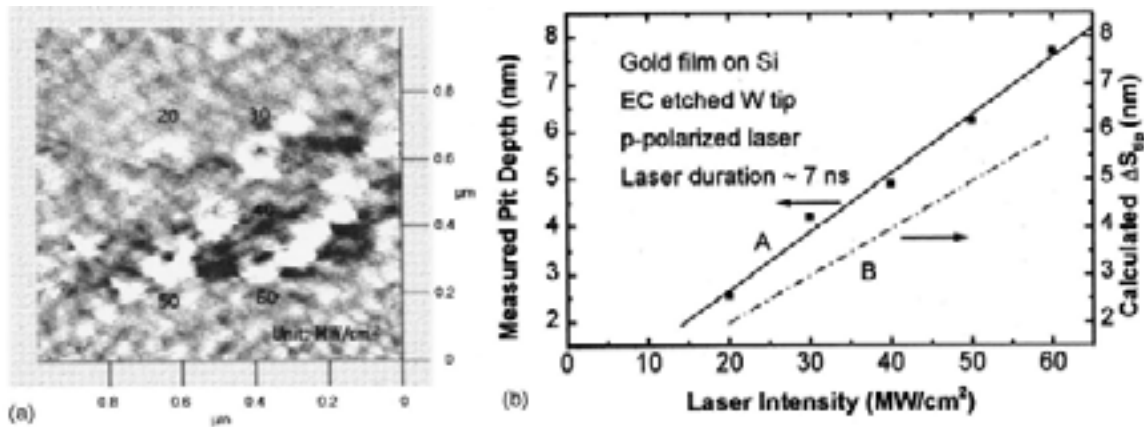 20
30
40
50
60
Unit: MW/cm²
0.8
0.6
0.4
0.2
0
μm
0.8
0.6
0.4
0.2
0
μm
(a)
Measured Pit Depth (nm)
8
7
6
5
4
3
2
Gold film on Si
EC etched W tip
p-polarized laser
Laser duration ~ 7 ns
A
B
8
7
6
5
4
3
2
Calculated ΔS_tip (nm)
0
10
20
30
40
50
60
Laser Intensity (MW/cm²)
(b)